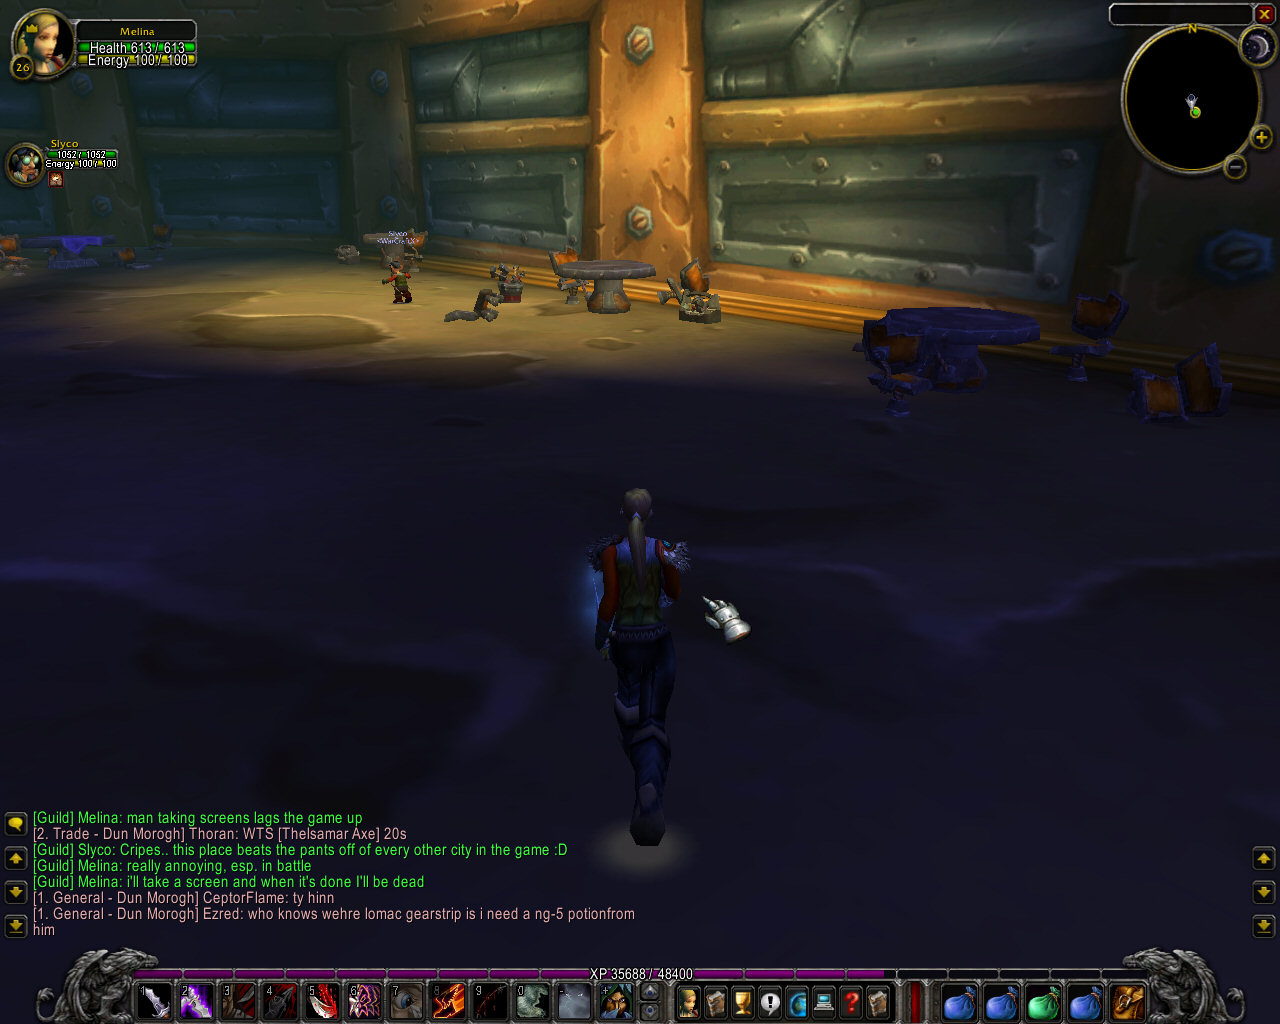 Melina
Health 613 / 613
Energy 100 / 100
26
N
Slyco
1052 / 1052
Energy 100 / 100
Slyco
<WarCraftX>
[Guild] Melina: man taking screens lags the game up
[2. Trade - Dun Morogh] Thoran: WTS [Thelsamar Axe] 20s
[Guild] Slyco: Cripes.. this place beats the pants off of every other city in the game :D
[Guild] Melina: really annoying, esp. in battle
[Guild] Melina: i'll take a screen and when it's done I'll be dead
[1. General - Dun Morogh] CeptorFlame: ty hinn
[1. General - Dun Morogh] Ezred: who knows wehre lomac gearstrip is i need a ng-5 potionfrom
him
XP 35688 / 48400
1 2 3 4 5 6 7 8 9 0 - +